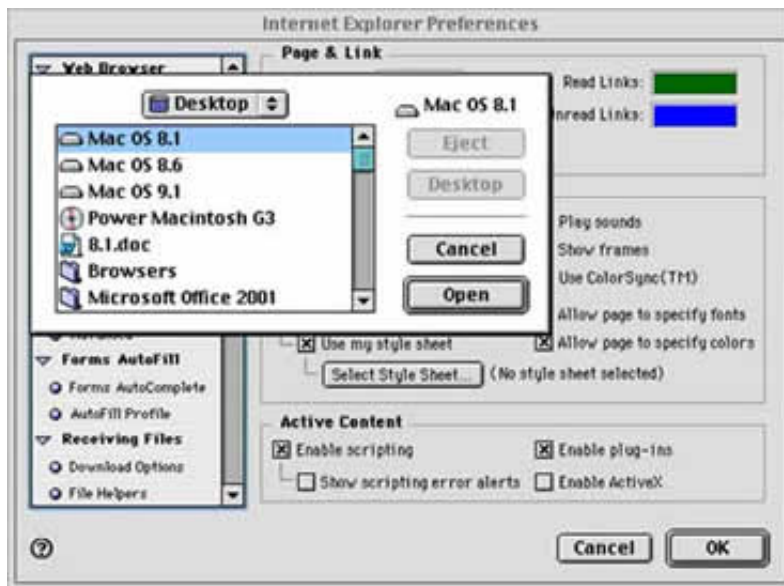 Internet Explorer Preferences
Web Browser
Page & Link
Read Links:
nread Links:
Desktop
Mac OS 8.1
Mac OS 8.1
Mac OS 8.6
Mac OS 9.1
Power Macintosh G3
8.1.doc
Browsers
Microsoft Office 2001
Eject
Desktop
Cancel
Open
Play sounds
Show frames
Use ColorSync(TM)
Allow page to specify fonts
Use my style sheet
Allow page to specify colors
Select Style Sheet...
(No style sheet selected)
Forms AutoFill
Forms AutoComplete
AutoFill Profile
Receiving Files
Download Options
File Helpers
Active Content
Enable scripting
Enable plug-ins
Show scripting error alerts
Enable ActiveX
?
Cancel
OK